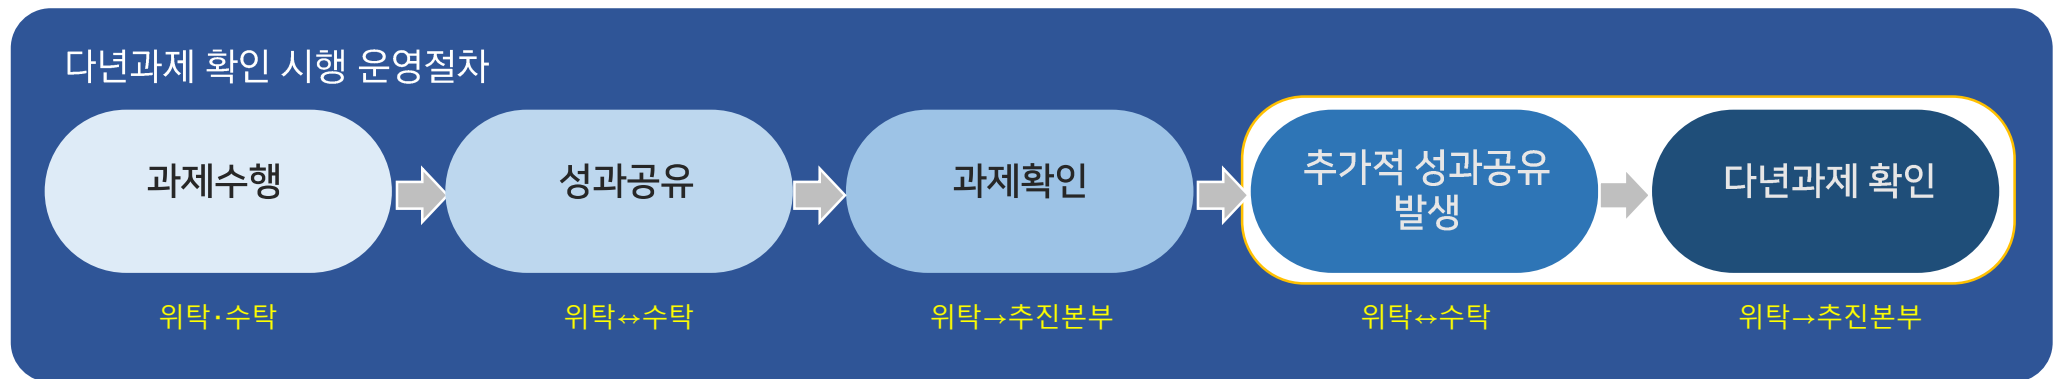 다년과제 확인 시행 운영절차
과제수행
성과공유
과제확인
추가적 성과공유
발생
다년과제 확인
위탁·수탁
위탁↔수탁
위탁→추진본부
위탁↔수탁
위탁→추진본부